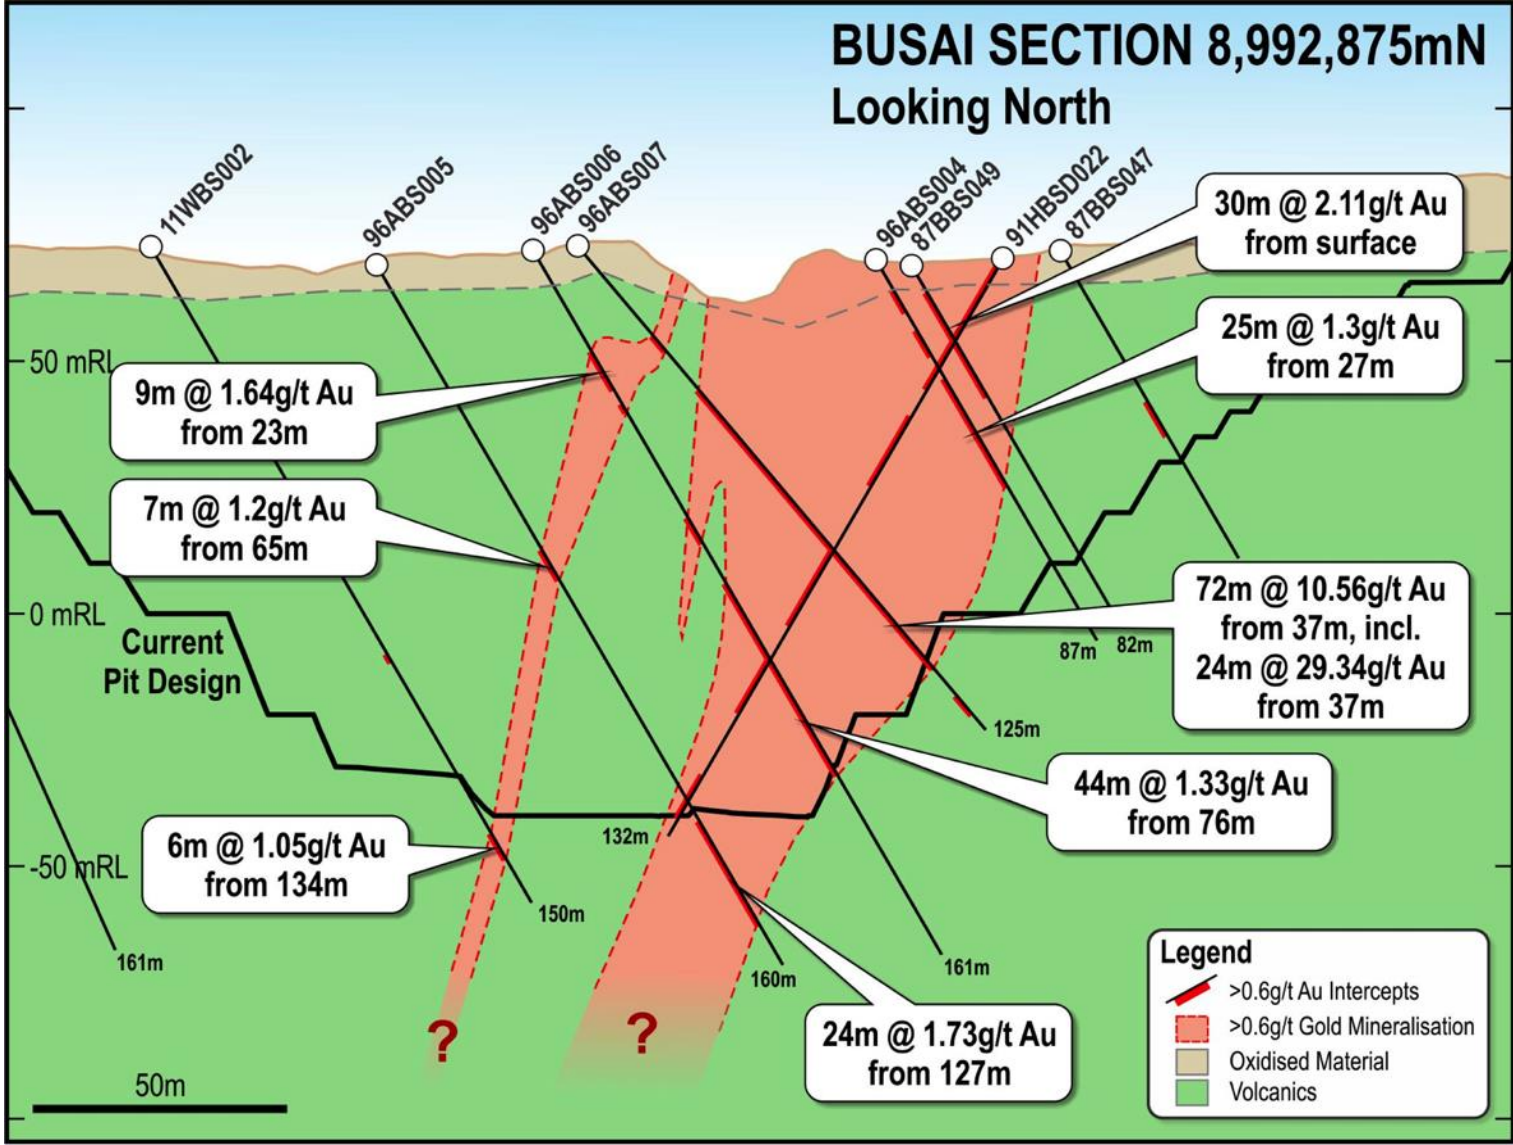 BUSAI SECTION 8,992,875mN
Looking North
11WBS002
96ABS005
96ABS006
96ABS007
96ABS004
87BBS049
91HBSD022
87BBS047
30m @ 2.11g/t Au
from surface
25m @ 1.3g/t Au
from 27m
50 mRL
9m @ 1.64g/t Au
from 23m
7m @ 1.2g/t Au
from 65m
0 mRL
Current
Pit Design
72m @ 10.56g/t Au
from 37m, incl.
24m @ 29.34g/t Au
from 37m
87m
82m
125m
44m @ 1.33g/t Au
from 76m
132m
6m @ 1.05g/t Au
from 134m
-50 mRL
150m
161m
160m
161m
24m @ 1.73g/t Au
from 127m
?
?
50m
Legend
>0.6g/t Au Intercepts
>0.6g/t Gold Mineralisation
Oxidised Material
Volcanics